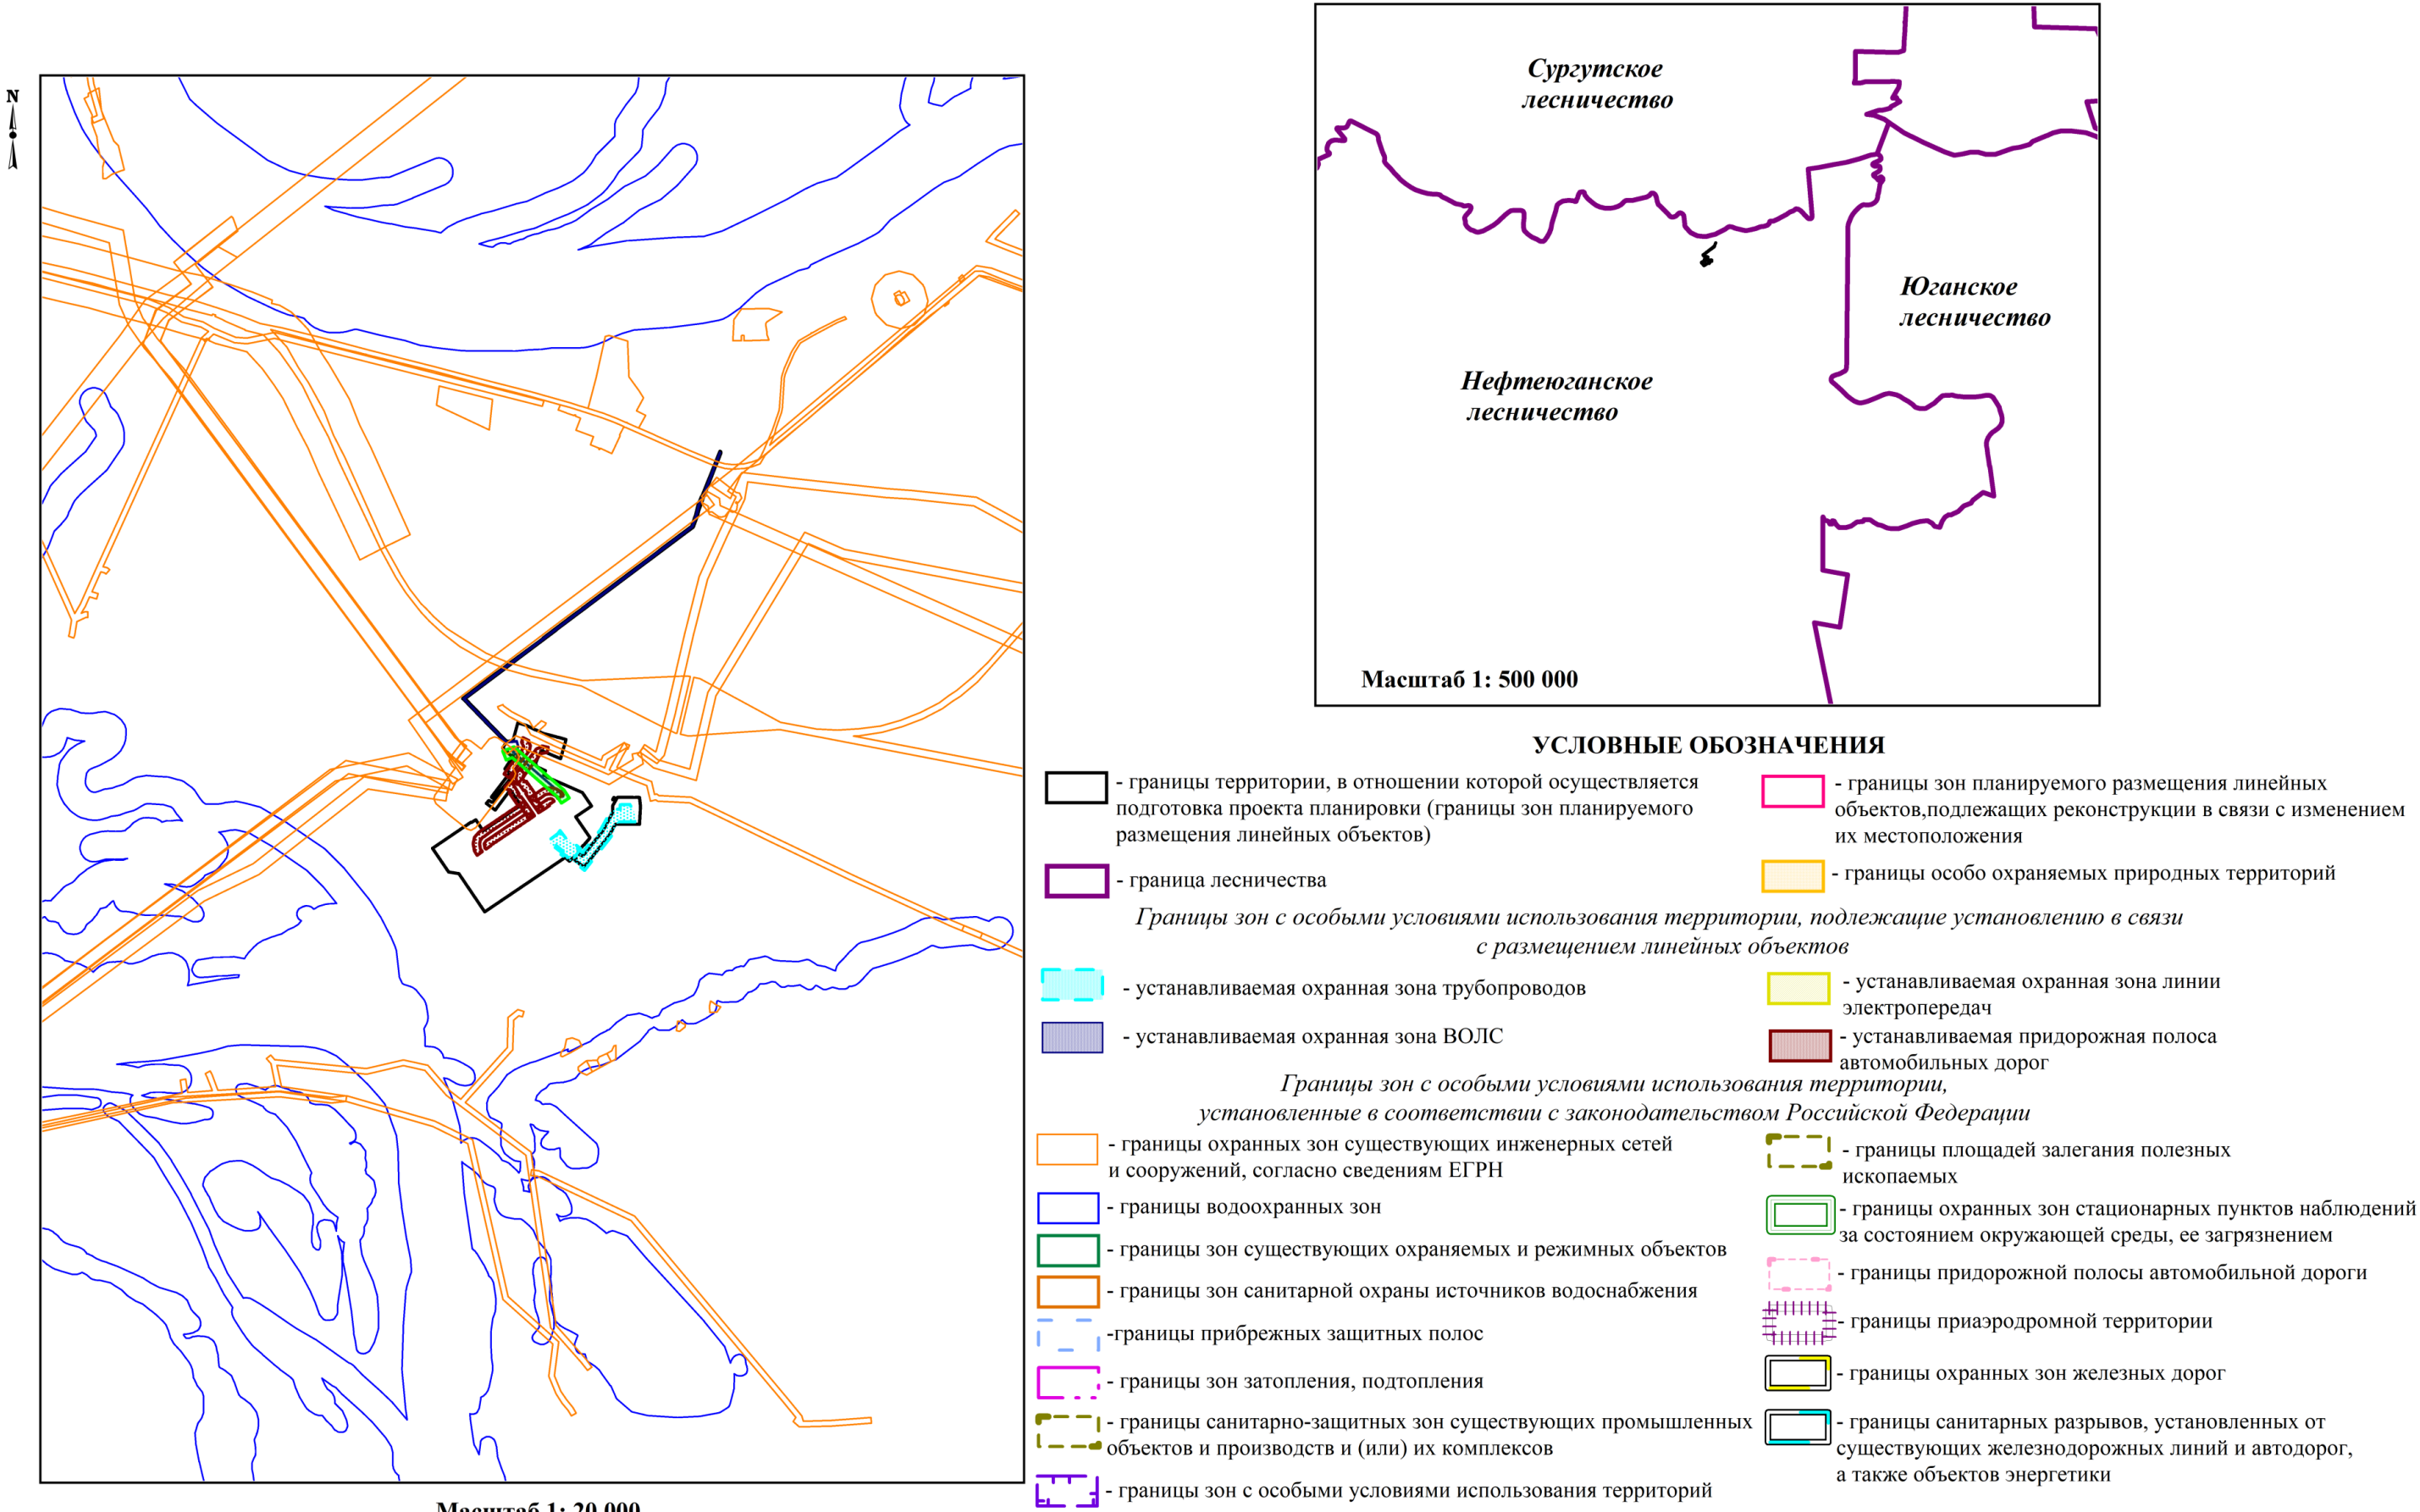 N
Сургутское
лесничество
Юганское
лесничество
Нефтеюганское
лесничество
Масштаб 1: 500 000
УСЛОВНЫЕ ОБОЗНАЧЕНИЯ
- границы территории, в отношении которой осуществляется
подготовка проекта планировки (границы зон планируемого
размещения линейных объектов)
- граница лесничества
- границы зон планируемого размещения линейных
объектов,подлежащих реконструкции в связи с изменением
их местоположения
- границы особо охраняемых природных территорий
Границы зон с особыми условиями использования территории, подлежащие установлению в связи
с размещением линейных объектов
- устанавливаемая охранная зона трубопроводов
- устанавливаемая охранная зона ВОЛС
- устанавливаемая охранная зона линии
электропередач
- устанавливаемая придорожная полоса
автомобильных дорог
Границы зон с особыми условиями использования территории,
установленные в соответствии с законодательством Российской Федерации
- границы охранных зон существующих инженерных сетей
и сооружений, согласно сведениям ЕГРН
- границы водоохранных зон
- границы зон существующих охраняемых и режимных объектов
- границы зон санитарной охраны источников водоснабжения
-границы прибрежных защитных полос
- границы зон затопления, подтопления
- границы санитарно-защитных зон существующих промышленных
объектов и производств и (или) их комплексов
- границы зон с особыми условиями использования территорий
- границы площадей залегания полезных
ископаемых
- границы охранных зон стационарных пунктов наблюдений
за состоянием окружающей среды, ее загрязнением
- границы придорожной полосы автомобильной дороги
- границы приаэродромной территории
- границы охранных зон железных дорог
- границы санитарных разрывов, установленных от
существующих железнодорожных линий и автодорог,
а также объектов энергетики
Масштаб 1: 20 000